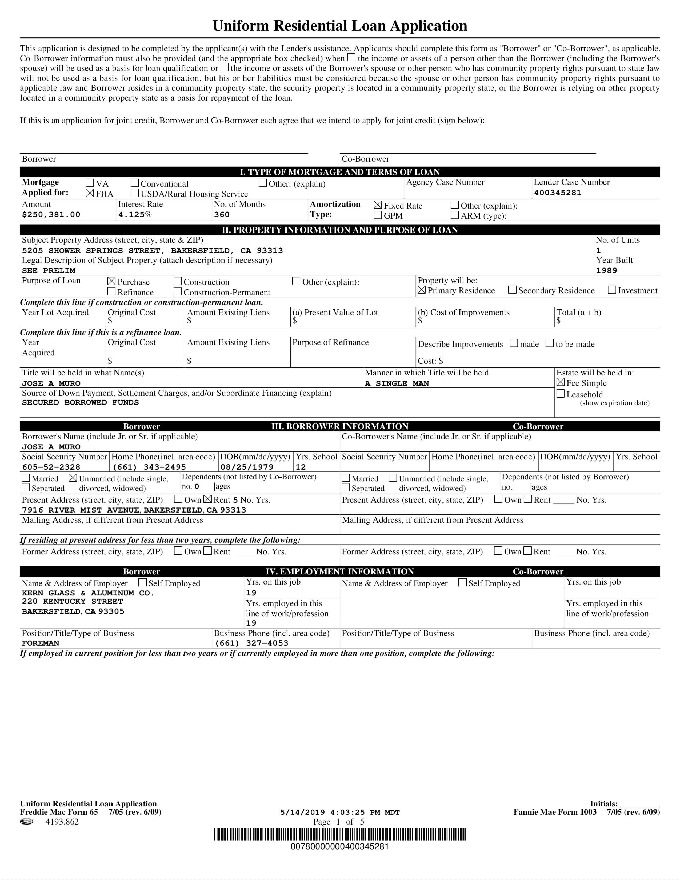 Uniform Residential Loan Application
This application is designed to be completed by the applicant(s) with the Lender's assistance. Applicants should complete this form as "Borrower" or "Co-Borrower", as applicable.
Co-Borrower information must also be provided (and the appropriate box checked) when ☐ the income or assets of a person other than the Borrower (including the Borrower's
spouse) will be used as a basis for loan qualification or ☐ the income or assets of the Borrower's spouse or other person who has community property rights pursuant to state law
will not be used as a basis for loan qualification, but his or her liabilities must be considered because the spouse or other person has community property rights pursuant to
applicable law and Borrower resides in a community property state, the security property is located in a community property state, or the Borrower is relying on other property
located in a community property state as a basis for repayment of the loan.
If this is an application for joint credit, Borrower and Co-Borrower each agree that we intend to apply for joint credit (sign below):
Borrower Co-Borrower
I. TYPE OF MORTGAGE AND TERMS OF LOAN
Mortgage ☐ VA ☐ Conventional ☐ Other: (explain) Agency Case Number Lender Case Number
Applied for: ☒ FHA ☐ USDA/Rural Housing Service 400345281
Amount Interest Rate No. of Months Amortization ☒ Fixed Rate ☐ Other (explain):
$250,381.00 4.125% 360 Type: ☐ GPM ☐ ARM (type):
II. PROPERTY INFORMATION AND PURPOSE OF LOAN
Subject Property Address (street, city, state & ZIP) No. of Units
5205 SHOWER SPRINGS STREET, BAKERSFIELD, CA 93313 1
Legal Description of Subject Property (attach description if necessary) Year Built
SEE PRELIM 1989
Purpose of Loan ☒ Purchase ☐ Construction ☐ Other (explain): Property will be:
☐ Refinance ☐ Construction-Permanent ☒ Primary Residence ☐ Secondary Residence ☐ Investment
Complete this line if construction or construction-permanent loan.
Year Lot Acquired Original Cost Amount Existing Liens (a) Present Value of Lot (b) Cost of Improvements Total (a + b)
$ $ $ $ $
Complete this line if this is a refinance loan.
Year Original Cost Amount Existing Liens Purpose of Refinance Describe Improvements ☐ made ☐ to be made
Acquired
$ $ Cost: $
Title will be held in what Name(s) Manner in which Title will be held Estate will be held in:
JOSE A MURO A SINGLE MAN ☒ Fee Simple
Source of Down Payment, Settlement Charges, and/or Subordinate Financing (explain) ☐ Leasehold
SECURED BORROWED FUNDS (show expiration date)
Borrower III. BORROWER INFORMATION Co-Borrower
Borrower's Name (include Jr. or Sr. if applicable) Co-Borrower's Name (include Jr. or Sr. if applicable)
JOSE A MURO
Social Security Number Home Phone(incl. area code) DOB(mm/dd/yyyy) Yrs. School Social Security Number Home Phone(incl. area code) DOB(mm/dd/yyyy) Yrs. School
605-52-2328 (661) 343-2495 08/25/1979 12
☐ Married ☒ Unmarried (include single, Dependents (not listed by Co-Borrower) ☐ Married ☐ Unmarried (include single, Dependents (not listed by Borrower)
☐ Separated divorced, widowed) no. 0 ages ☐ Separated divorced, widowed) no. ages
Present Address (street, city, state, ZIP) ☐ Own ☒ Rent 5 No. Yrs. Present Address (street, city, state, ZIP) ☐ Own ☐ Rent ____ No. Yrs.
7916 RIVER MIST AVENUE, BAKERSFIELD, CA 93313
Mailing Address, if different from Present Address Mailing Address, if different from Present Address
If residing at present address for less than two years, complete the following:
Former Address (street, city, state, ZIP) ☐ Own ☐ Rent No. Yrs. Former Address (street, city, state, ZIP) ☐ Own ☐ Rent No. Yrs.
Borrower IV. EMPLOYMENT INFORMATION Co-Borrower
Name & Address of Employer ☐ Self Employed Yrs. on this job Name & Address of Employer ☐ Self Employed Yrs. on this job
KERN GLASS & ALUMINUM CO. 19
220 KENTUCKY STREET Yrs. employed in this Yrs. employed in this
BAKERSFIELD, CA 93305 line of work/profession line of work/profession
19
Position/Title/Type of Business Business Phone (incl. area code) Position/Title/Type of Business Business Phone (incl. area code)
FOREMAN (661) 327-4053
If employed in current position for less than two years or if currently employed in more than one position, complete the following:
Uniform Residential Loan Application Initials:
Freddie Mac Form 65 7/05 (rev. 6/09) 5/14/2019 4:03:25 PM MDT Fannie Mae Form 1003 7/05 (rev. 6/09)
4193.862 Page 1 of 5
0078000000400345281